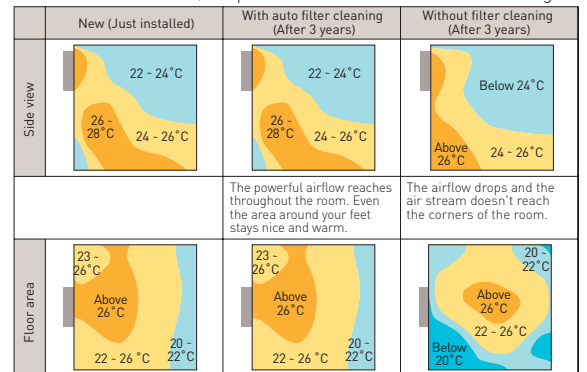 New (Just installed)
With auto filter cleaning
(After 3 years)
Without filter cleaning
(After 3 years)
Side view
22 - 24˚C
26 -
28˚C
24 - 26˚C
22 - 24˚C
26 -
28˚C
24 - 26˚C
Below 24˚C
Above
26˚C
24 - 26˚C
The powerful airflow reaches
throughout the room. Even
the area around your feet
stays nice and warm.
The airflow drops and the
air stream doesn't reach
the corners of the room.
Floor area
23 -
26˚C
Above
26˚C
22 - 26 ˚C
20 -
22˚C
23 -
26˚C
Above
26˚C
22 - 26 ˚C
20 -
22˚C
20 -
22˚C
Above
26˚C
22 - 26˚C
Below
20˚C